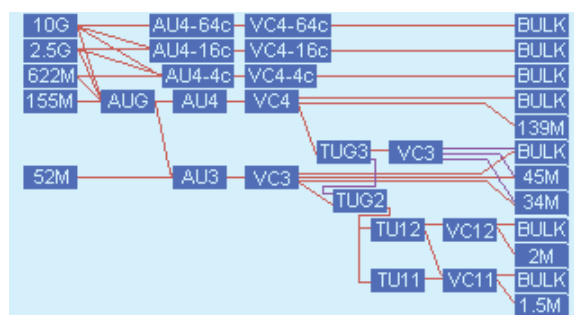 10G AU4-64c VC4-64c BULK
2.5G AU4-16c VC4-16c BULK
622M AU4-4c VC4-4c BULK
155M AUG AU4 VC4 BULK
139M
TUG3 VC3 BULK
52M AU3 VC3 45M
TUG2 34M
TU12 VC12 BULK
2M
TU11 VC11 BULK
1.5M